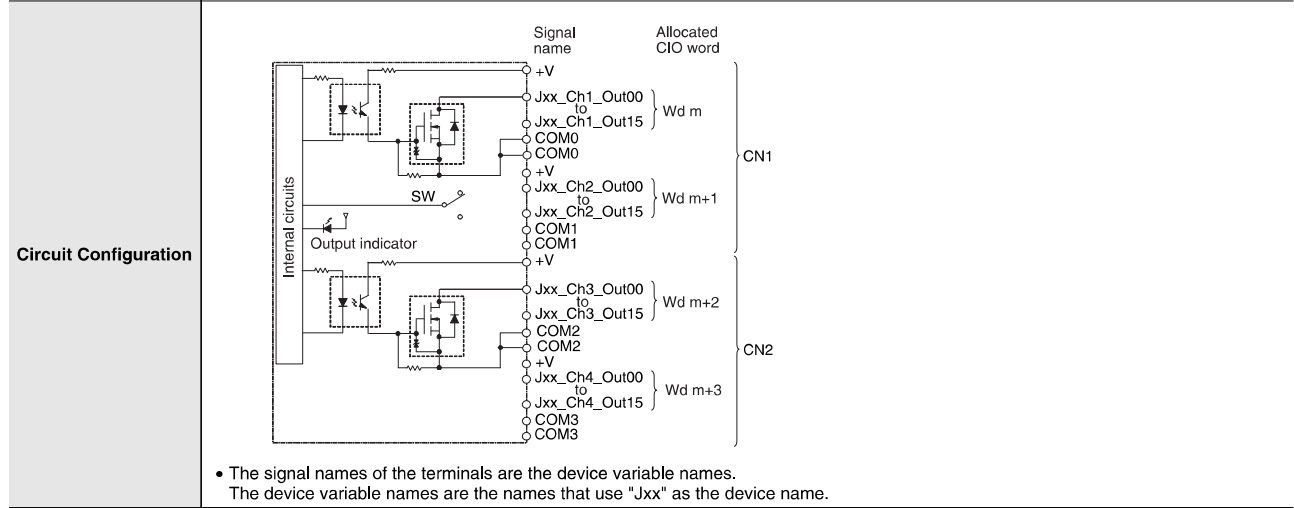 Circuit Configuration
Signal name
Allocated CIO word
Internal circuits
SW
Output indicator
+V
Jxx_Ch1_Out00
to
Jxx_Ch1_Out15
Wd m
COM0
COM0
+V
Jxx_Ch2_Out00
to
Jxx_Ch2_Out15
Wd m+1
COM1
COM1
CN1
+V
Jxx_Ch3_Out00
to
Jxx_Ch3_Out15
Wd m+2
COM2
COM2
+V
Jxx_Ch4_Out00
to
Jxx_Ch4_Out15
Wd m+3
COM3
COM3
CN2
• The signal names of the terminals are the device variable names.
The device variable names are the names that use "Jxx" as the device name.